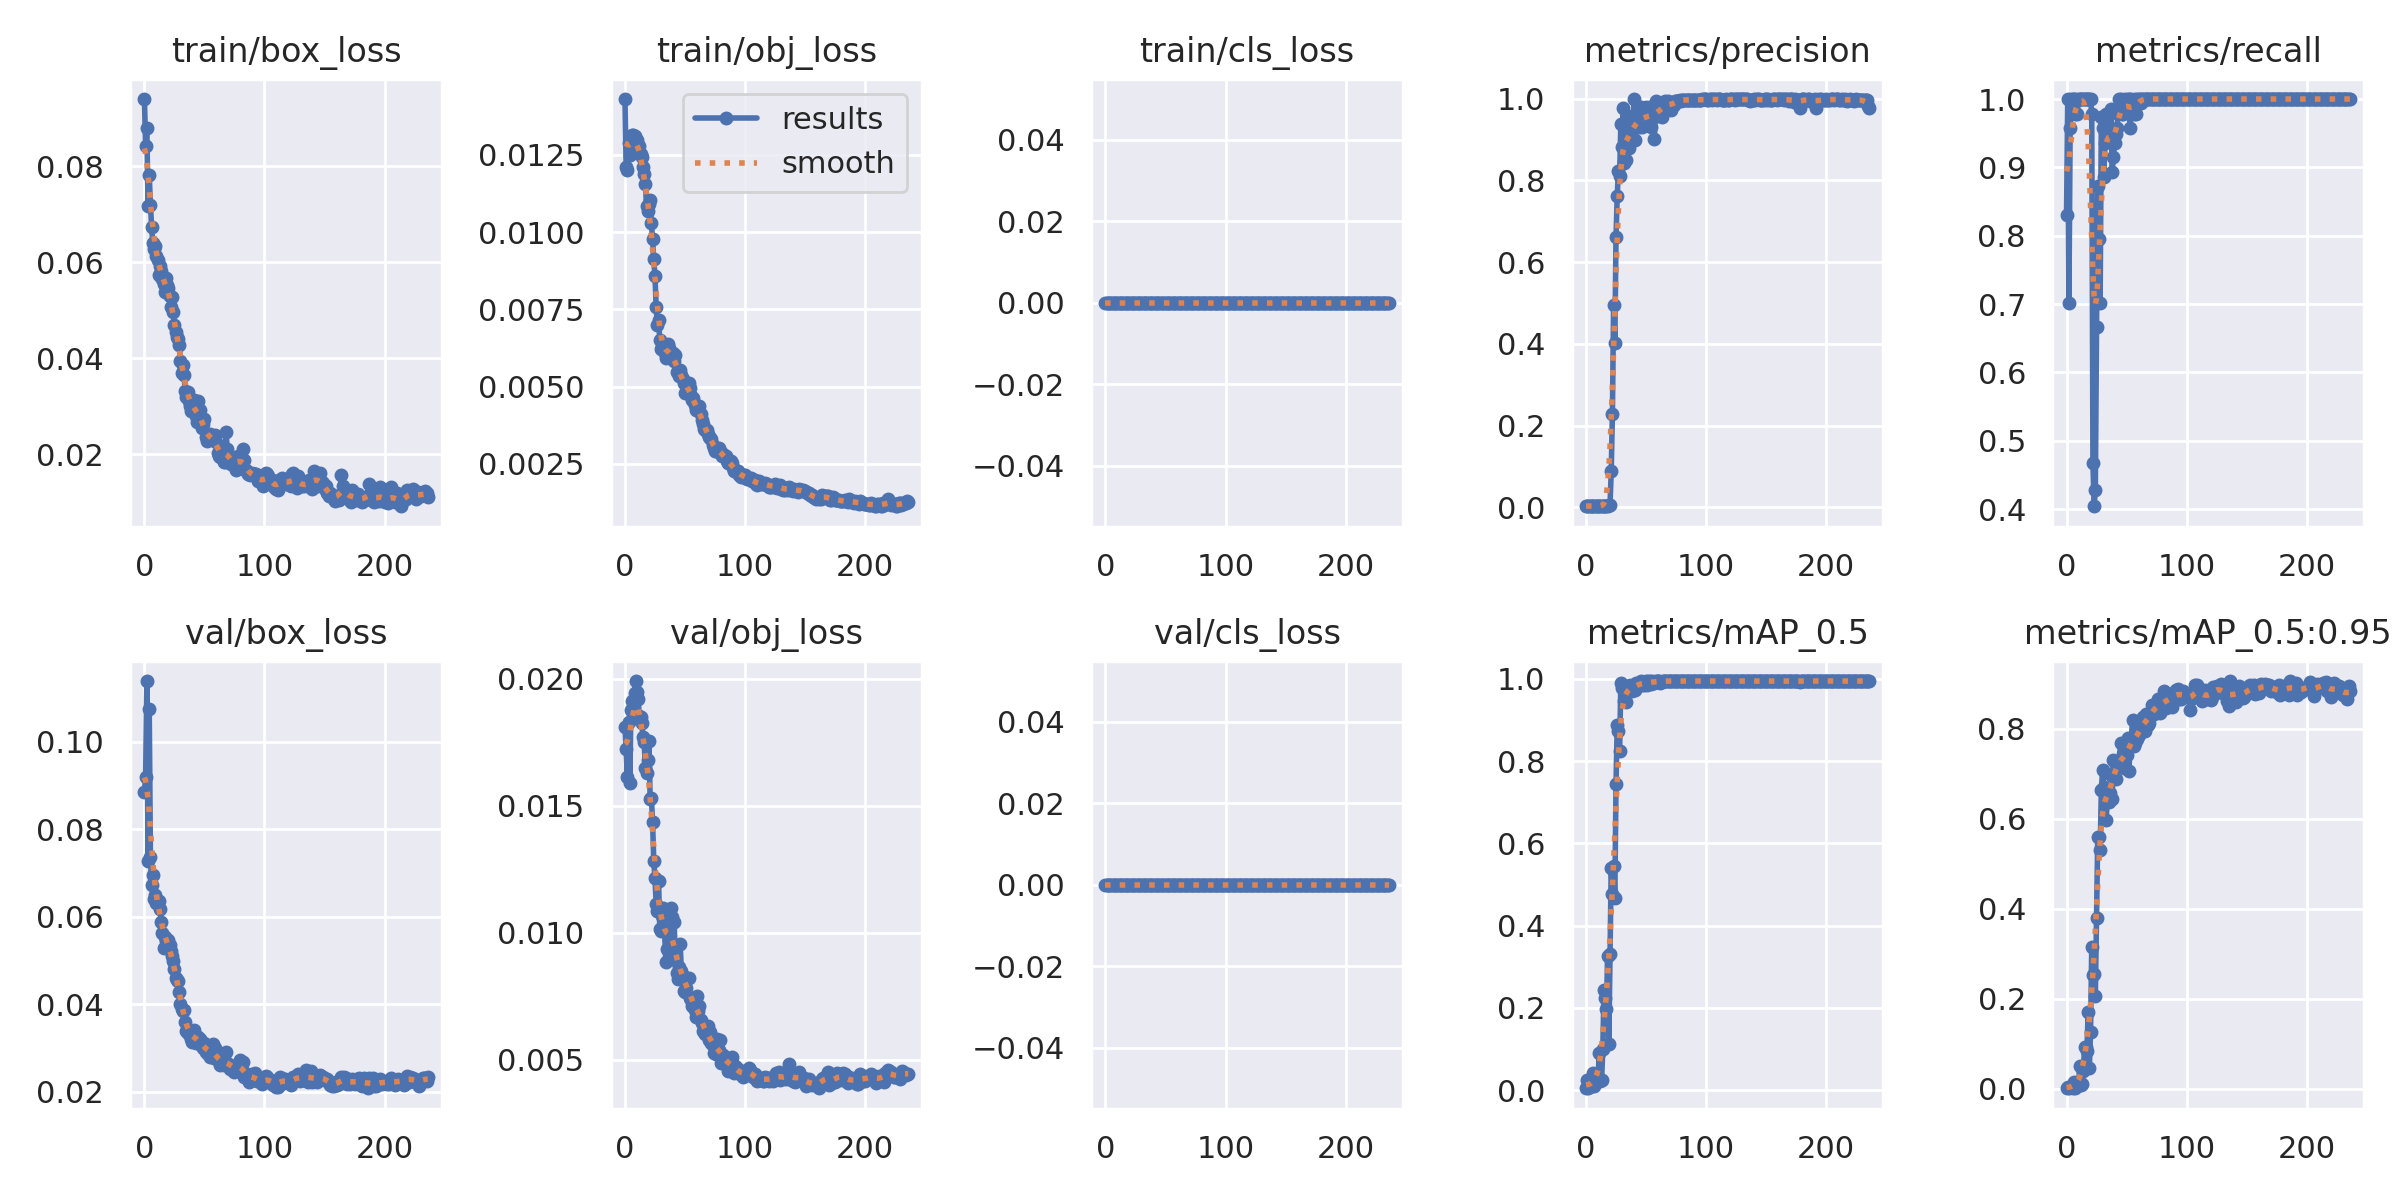 train/box_loss
0.08
0.06
0.04
0.02
0 100 200
train/obj_loss
results
smooth
0.0125
0.0100
0.0075
0.0050
0.0025
0 100 200
train/cls_loss
0.04
0.02
0.00
−0.02
−0.04
0 100 200
metrics/precision
1.0
0.8
0.6
0.4
0.2
0.0
0 100 200
metrics/recall
1.0
0.9
0.8
0.7
0.6
0.5
0.4
0 100 200
val/box_loss
0.10
0.08
0.06
0.04
0.02
0 100 200
val/obj_loss
0.020
0.015
0.010
0.005
0 100 200
val/cls_loss
0.04
0.02
0.00
−0.02
−0.04
0 100 200
metrics/mAP_0.5
1.0
0.8
0.6
0.4
0.2
0.0
0 100 200
metrics/mAP_0.5:0.95
0.8
0.6
0.4
0.2
0.0
0 100 200